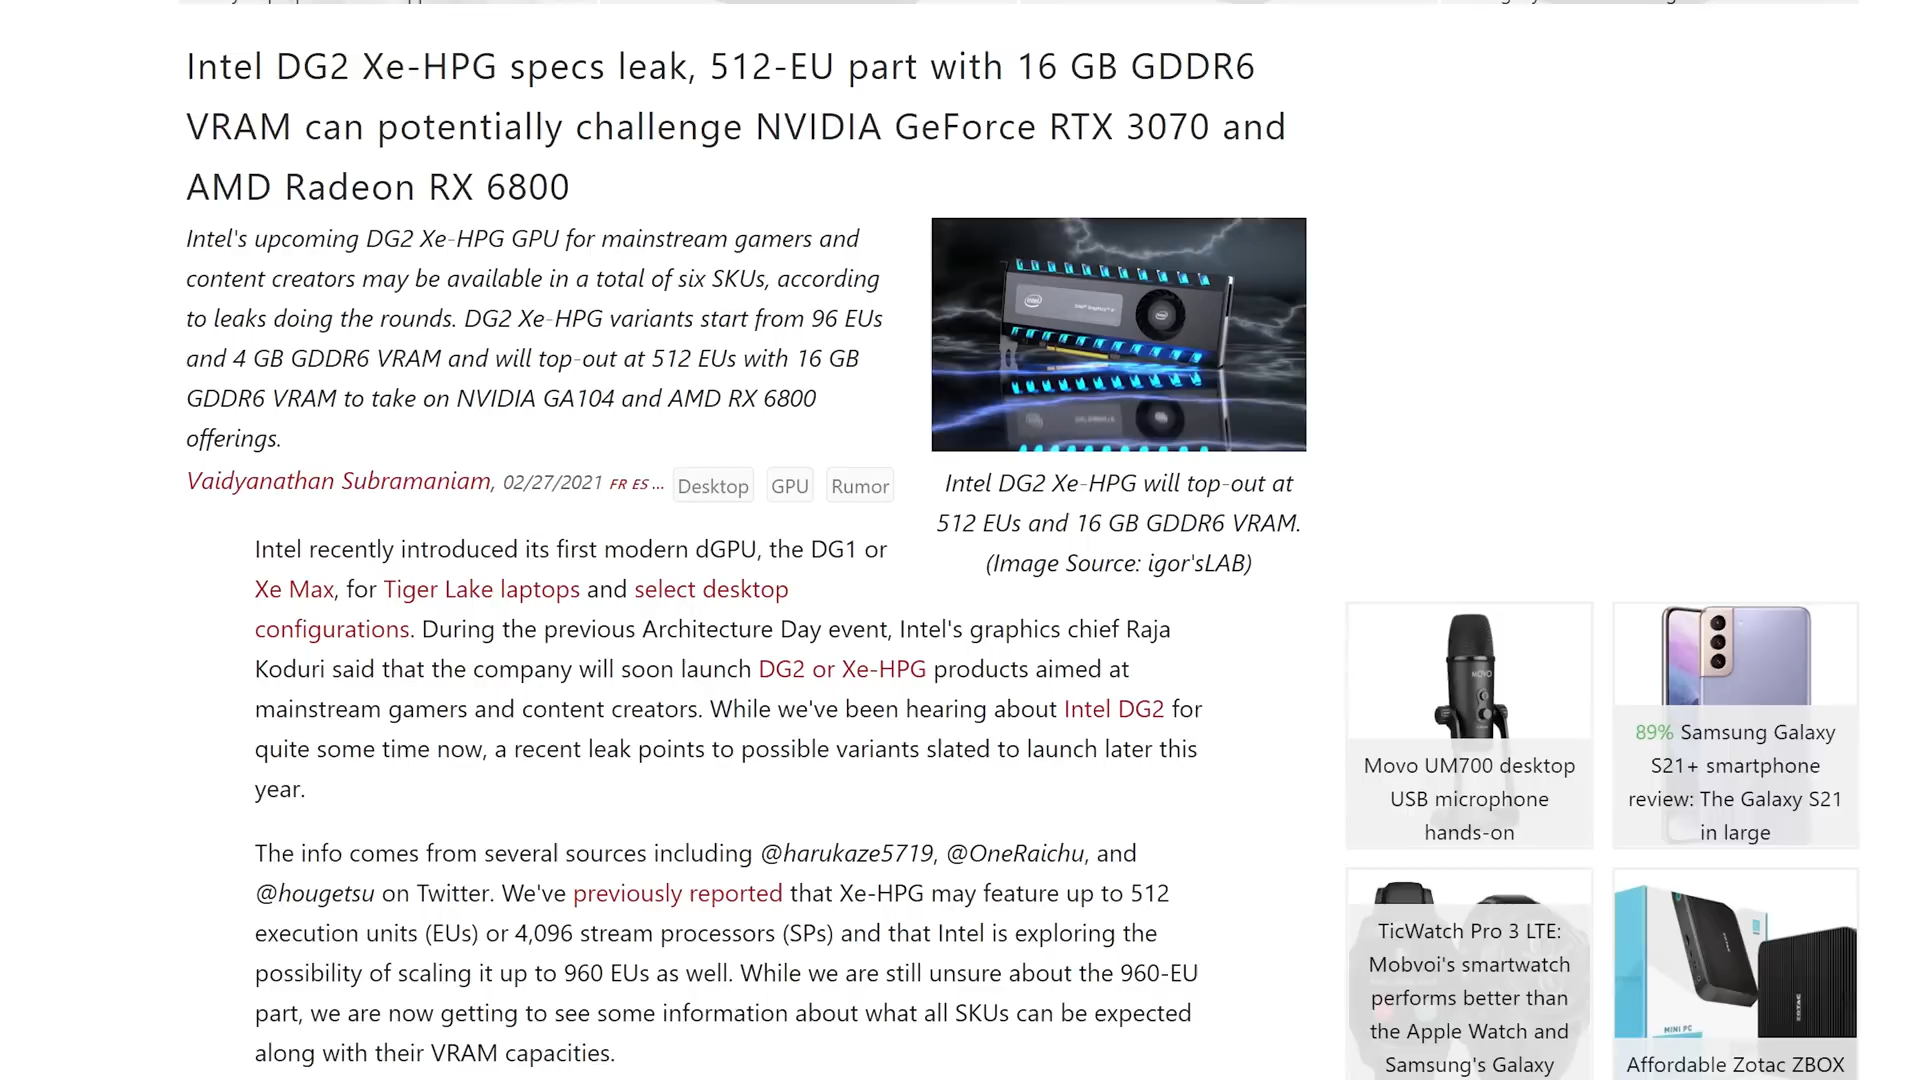 Intel DG2 Xe-HPG specs leak, 512-EU part with 16 GB GDDR6
VRAM can potentially challenge NVIDIA GeForce RTX 3070 and
AMD Radeon RX 6800
Intel's upcoming DG2 Xe-HPG GPU for mainstream gamers and
content creators may be available in a total of six SKUs, according
to leaks doing the rounds. DG2 Xe-HPG variants start from 96 EUs
and 4 GB GDDR6 VRAM and will top-out at 512 EUs with 16 GB
GDDR6 VRAM to take on NVIDIA GA104 and AMD RX 6800
offerings.
Vaidyanathan Subramaniam, 02/27/2021 FR ES ... Desktop GPU Rumor
intel
Intel DG2 Xe-HPG will top-out at
512 EUs and 16 GB GDDR6 VRAM.
(Image Source: igor'sLAB)
Intel recently introduced its first modern dGPU, the DG1 or
Xe Max, for Tiger Lake laptops and select desktop
configurations. During the previous Architecture Day event, Intel's graphics chief Raja
Koduri said that the company will soon launch DG2 or Xe-HPG products aimed at
mainstream gamers and content creators. While we've been hearing about Intel DG2 for
quite some time now, a recent leak points to possible variants slated to launch later this
year.
The info comes from several sources including @harukaze5719, @OneRaichu, and
@hougetsu on Twitter. We've previously reported that Xe-HPG may feature up to 512
execution units (EUs) or 4,096 stream processors (SPs) and that Intel is exploring the
possibility of scaling it up to 960 EUs as well. While we are still unsure about the 960-EU
part, we are now getting to see some information about what all SKUs can be expected
along with their VRAM capacities.
MOVO
Movo UM700 desktop
USB microphone
hands-on
89% Samsung Galaxy
S21+ smartphone
review: The Galaxy S21
in large
TicWatch Pro 3 LTE:
Mobvoi's smartwatch
performs better than
the Apple Watch and
Samsung's Galaxy
MINI PC
ZOTAC
Affordable Zotac ZBOX